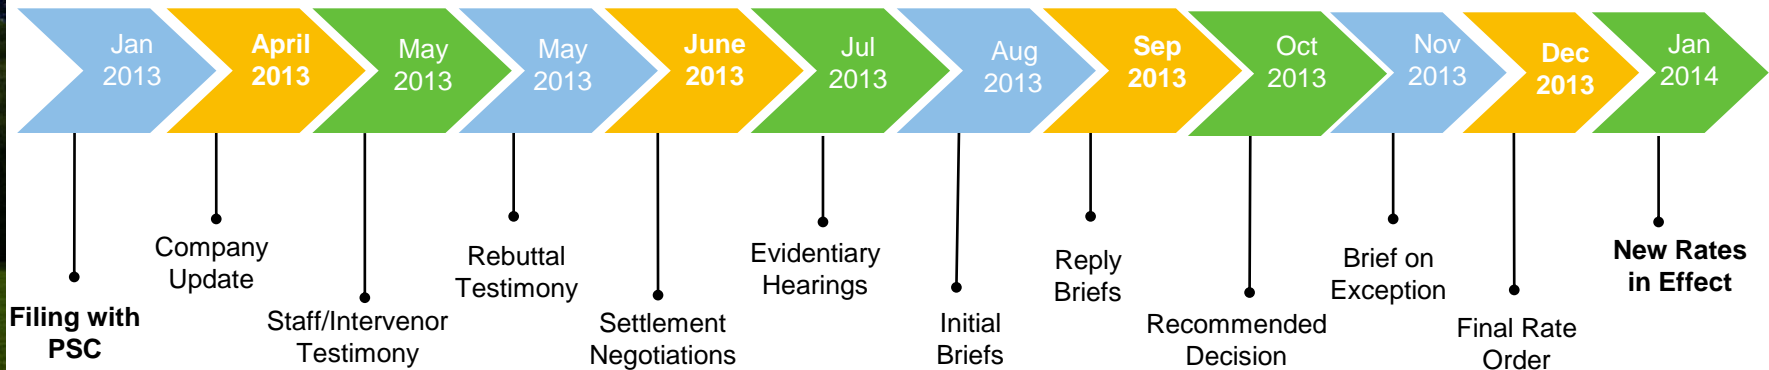 Jan
2013
April
2013
May
2013
May
2013
June
2013
Jul
2013
Aug
2013
Sep
2013
Oct
2013
Nov
2013
Dec
2013
Jan
2014
Filing with
PSC
Company
Update
Staff/Intervenor
Testimony
Rebuttal
Testimony
Settlement
Negotiations
Evidentiary
Hearings
Initial
Briefs
Reply
Briefs
Recommended
Decision
Brief on
Exception
Final Rate
Order
New Rates
in Effect